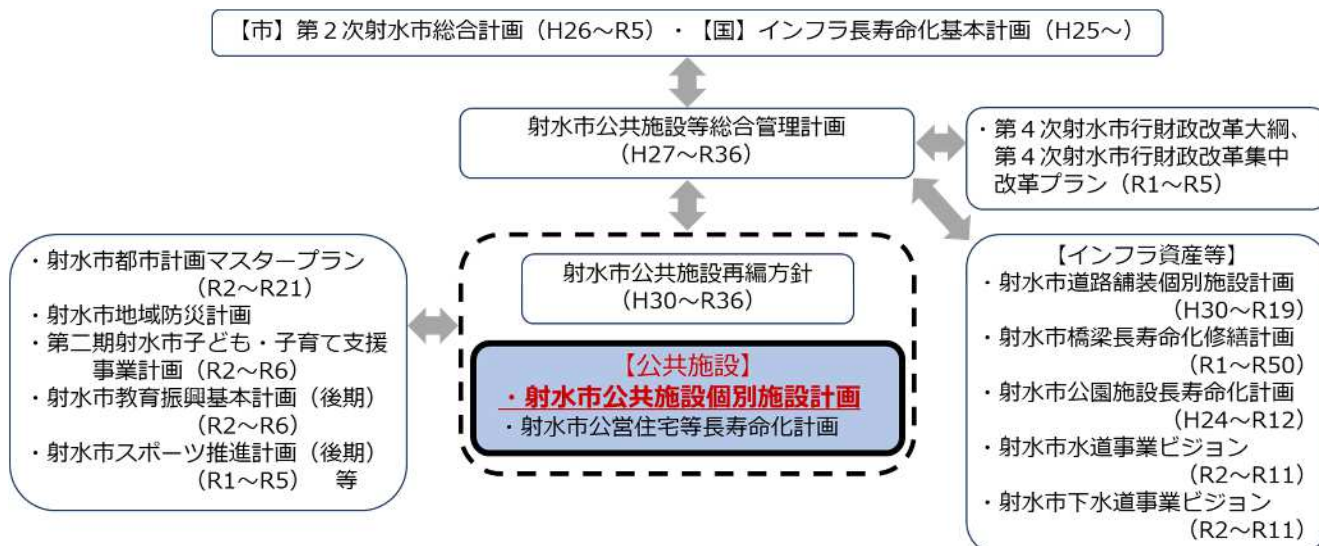 【市】第２次射水市総合計画（H26～R5）・【国】インフラ長寿命化基本計画（H25～）
射水市公共施設等総合管理計画
（H27～R36）
・第４次射水市行財政改革大綱、
第４次射水市行財政改革集中
改革プラン（R1～R5）
・射水市都市計画マスタープラン
（R2～R21）
・射水市地域防災計画
・第二期射水市子ども・子育て支援
事業計画（R2～R6）
・射水市教育振興基本計画（後期）
（R2～R6）
・射水市スポーツ推進計画（後期）
（R1～R5）　等
射水市公共施設再編方針
（H30～R36）
【公共施設】
・射水市公共施設個別施設計画
・射水市公営住宅等長寿命化計画
【インフラ資産等】
・射水市道路舗装個別施設計画
（H30～R19）
・射水市橋梁長寿命化修繕計画
（R1～R50）
・射水市公園施設長寿命化計画
（H24～R12）
・射水市水道事業ビジョン
（R2～R11）
・射水市下水道事業ビジョン
（R2～R11）